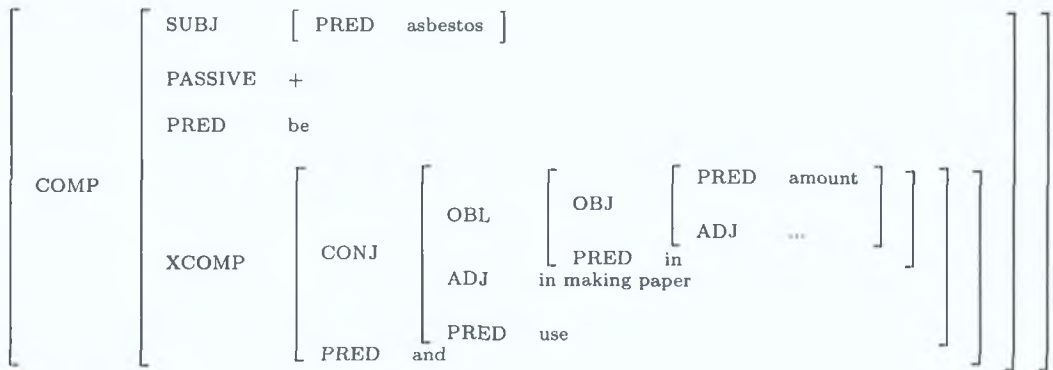 SUBJ [ PRED asbestos ]
PASSIVE +
PRED be
COMP
XCOMP
CONJ
OBL
OBJ
PRED amount
ADJ ...
PRED in
ADJ in making paper
PRED use
PRED and